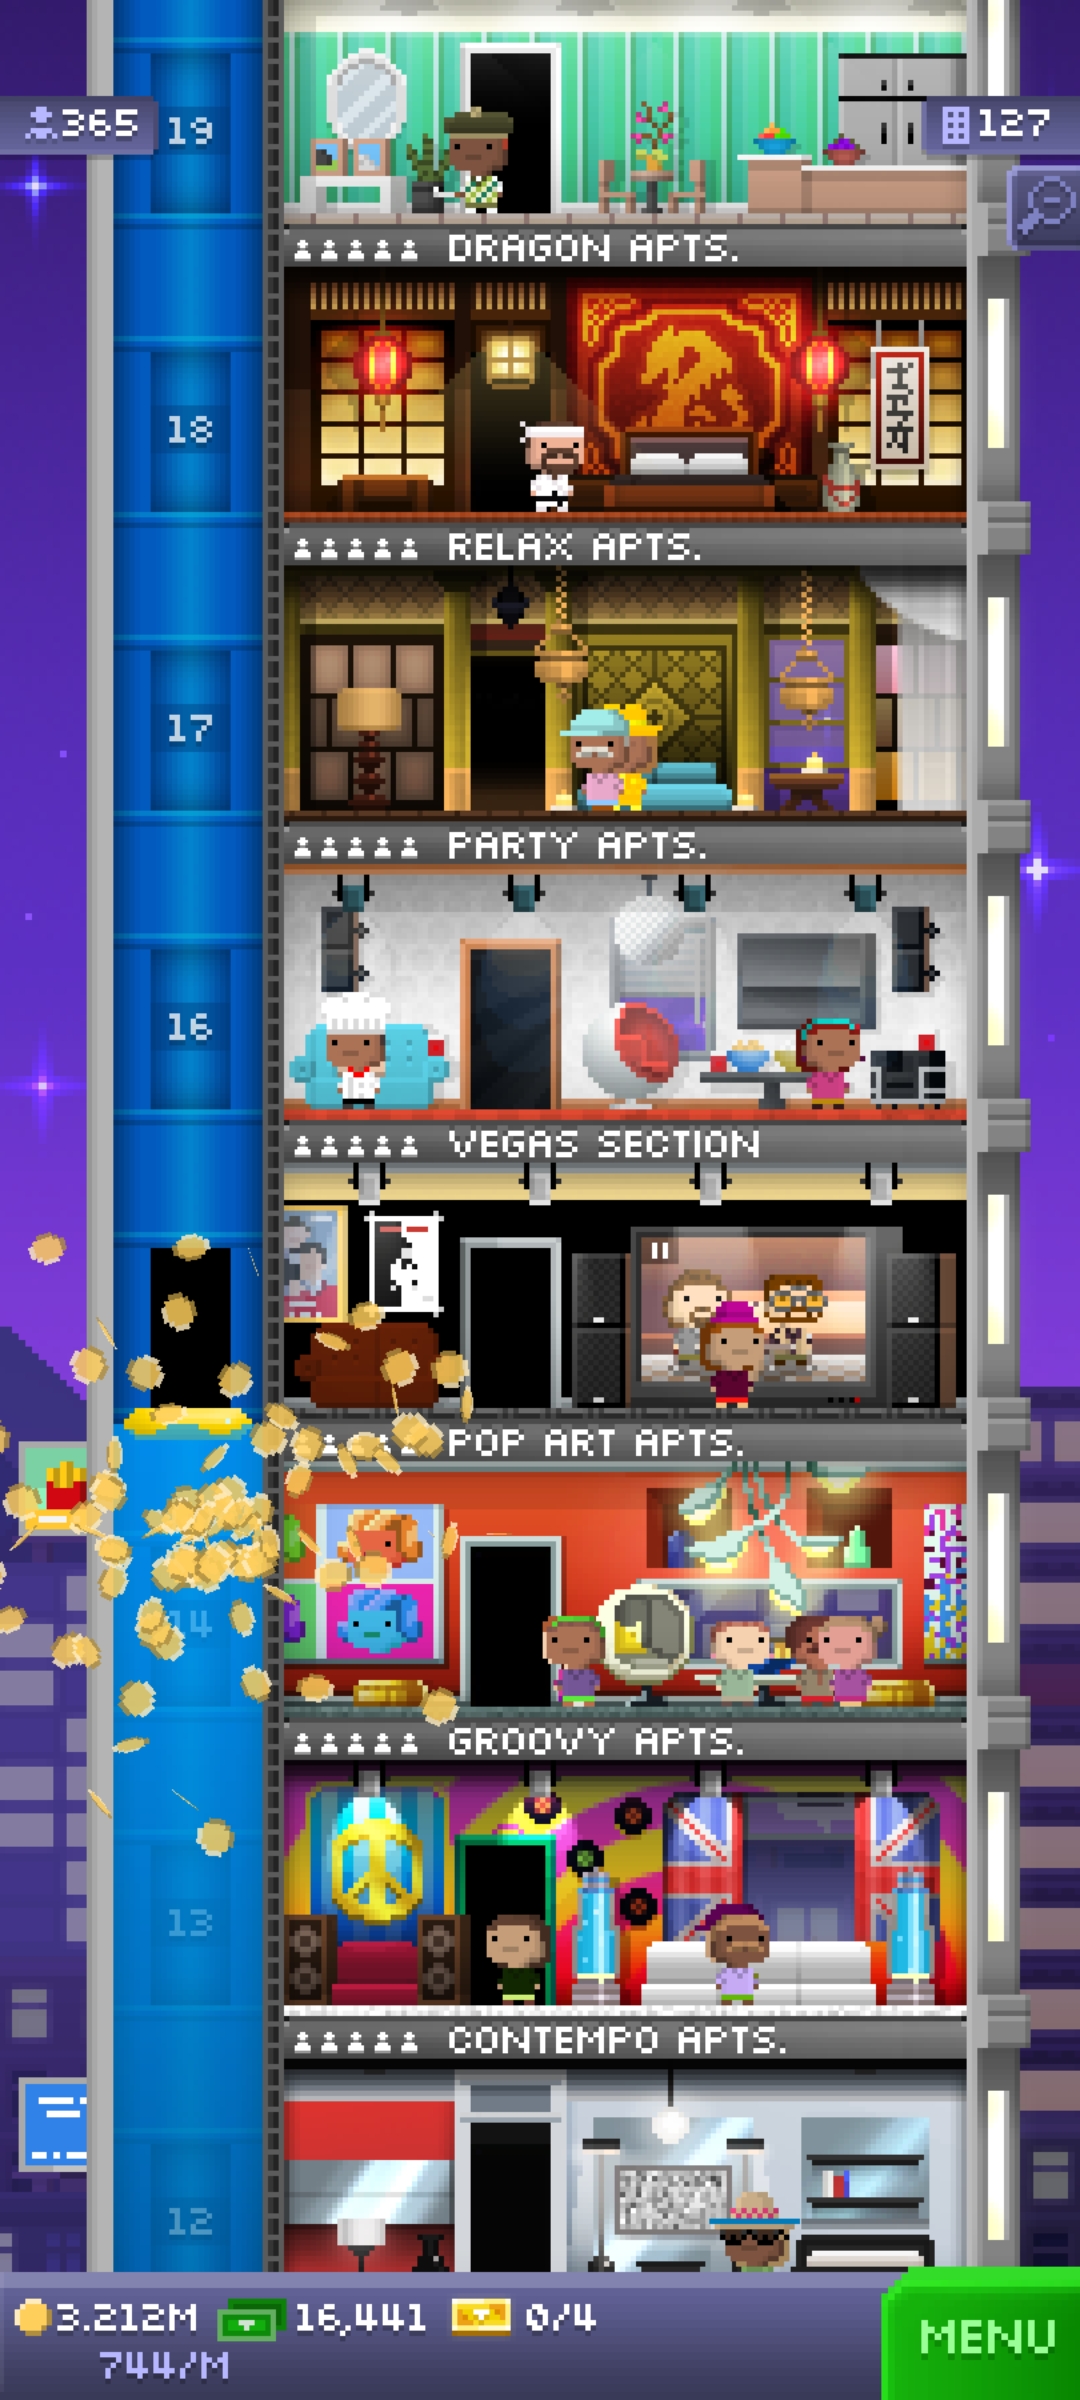 365
19
127
DRAGON APTS.
18
RELAX APTS.
17
PARTY APTS.
16
VEGAS SECTION
POP ART APTS.
14
GROOVY APTS.
13
CONTEMPO APTS.
12
3.212M 16,441 0/4
744/M
MENU